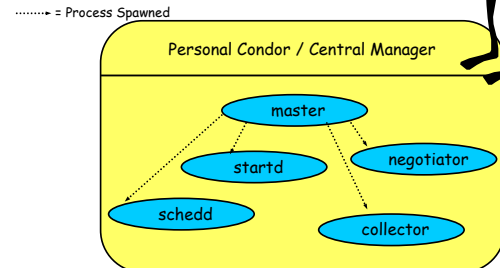 = Process Spawned
Personal Condor / Central Manager
master
startd
negotiator
schedd
collector